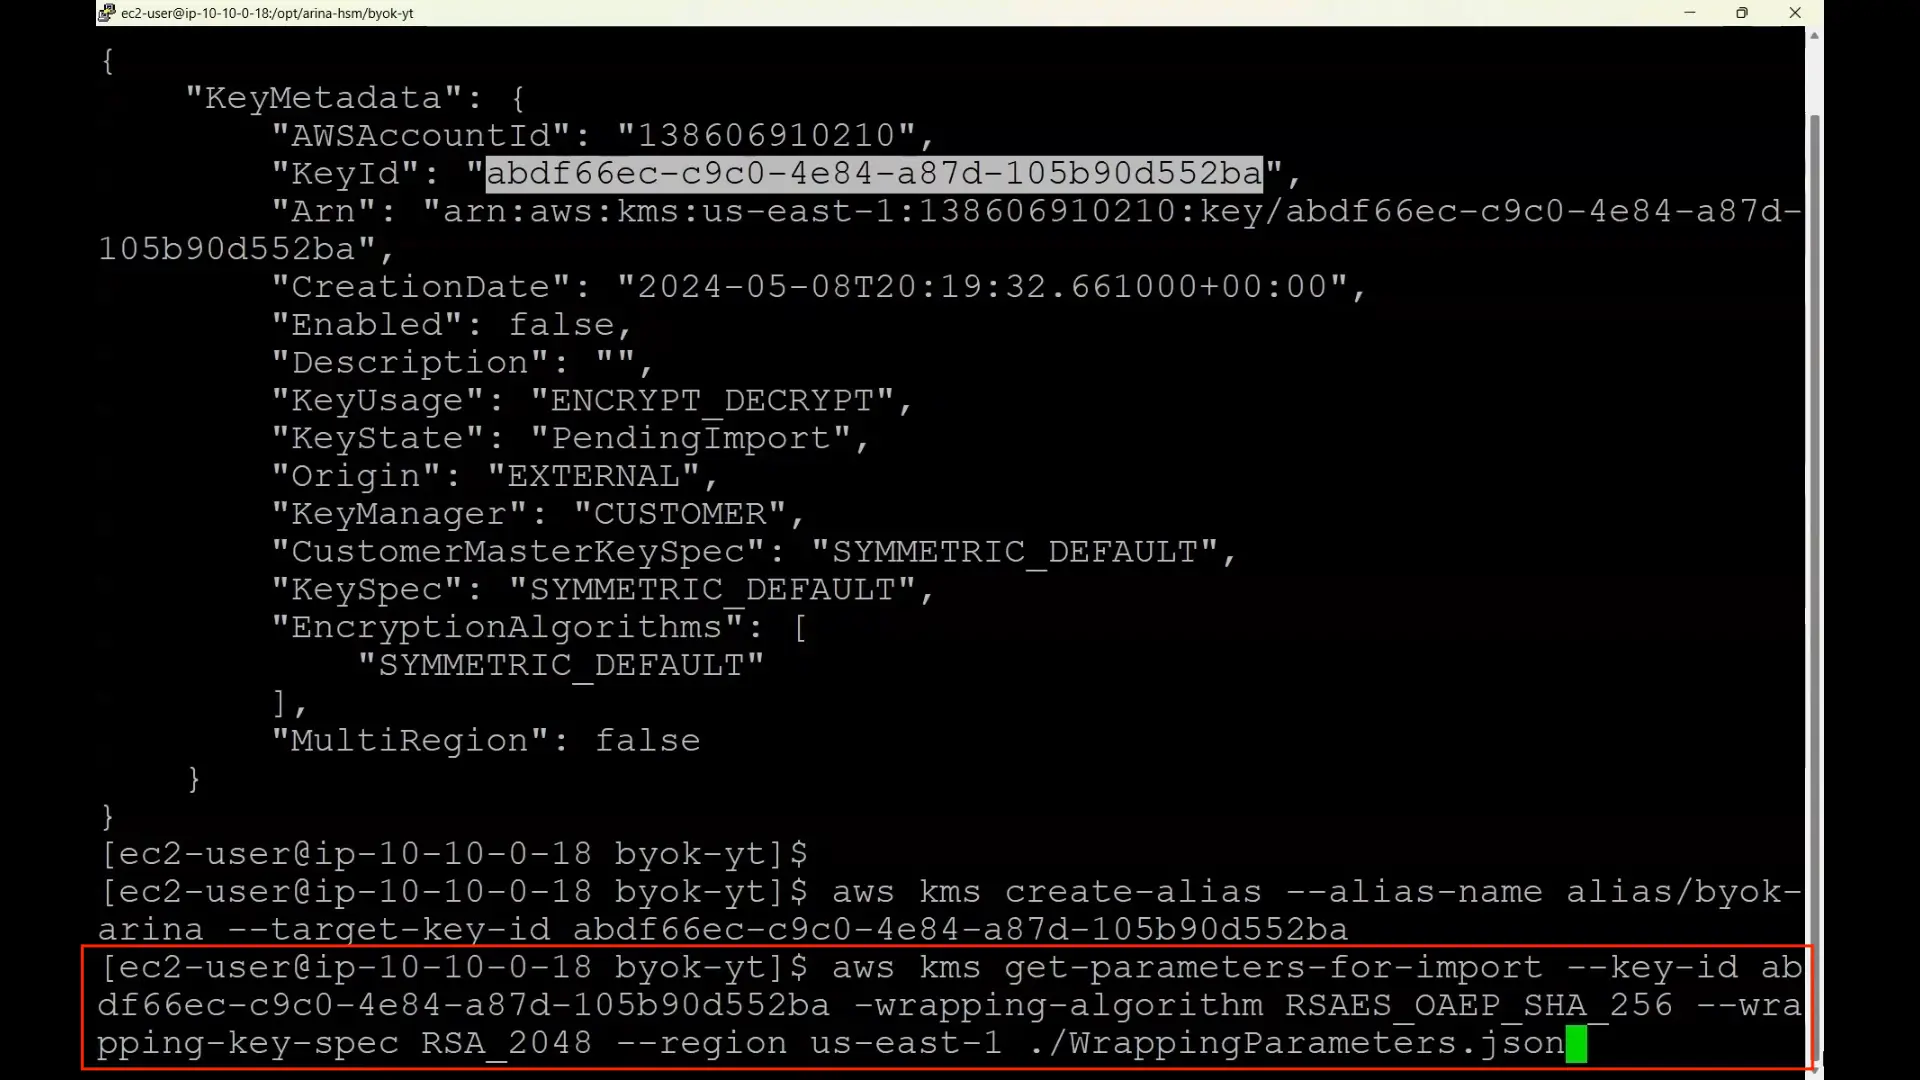 ec2-user@ip-10-10-0-18:/opt/arina-hsm/byok-yt
{
"KeyMetadata": {
"AWSAccountId": "138606910210",
"KeyId": "abdf66ec-c9c0-4e84-a87d-105b90d552ba",
"Arn": "arn:aws:kms:us-east-1:138606910210:key/abdf66ec-c9c0-4e84-a87d-
105b90d552ba",
"CreationDate": "2024-05-08T20:19:32.661000+00:00",
"Enabled": false,
"Description": "",
"KeyUsage": "ENCRYPT_DECRYPT",
"KeyState": "PendingImport",
"Origin": "EXTERNAL",
"KeyManager": "CUSTOMER",
"CustomerMasterKeySpec": "SYMMETRIC_DEFAULT",
"KeySpec": "SYMMETRIC_DEFAULT",
"EncryptionAlgorithms": [
"SYMMETRIC_DEFAULT"
],
"MultiRegion": false
}
}
[ec2-user@ip-10-10-0-18 byok-yt]$
[ec2-user@ip-10-10-0-18 byok-yt]$ aws kms create-alias --alias-name alias/byok-
arina --target-key-id abdf66ec-c9c0-4e84-a87d-105b90d552ba
[ec2-user@ip-10-10-0-18 byok-yt]$ aws kms get-parameters-for-import --key-id ab
df66ec-c9c0-4e84-a87d-105b90d552ba -wrapping-algorithm RSAES_OAEP_SHA_256 --wra
pping-key-spec RSA_2048 --region us-east-1 ./WrappingParameters.json